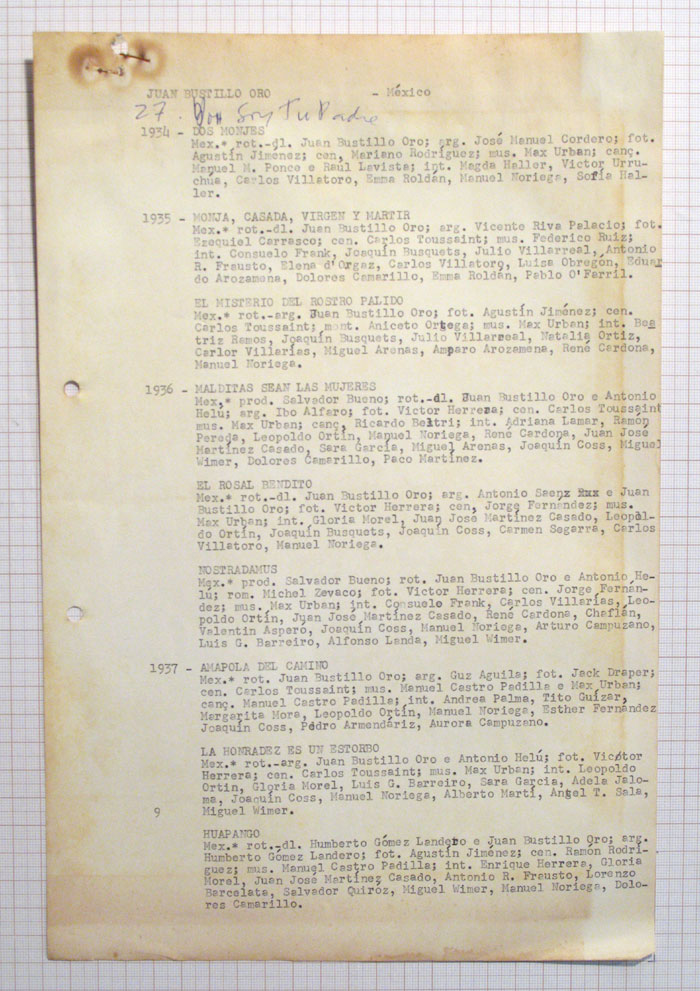 JUAN BUSTILLO ORO - México
27. Yo Soy Tu Padre
1934 - DOS MONJES
Mex.* rot.-dl. Juan Bustillo Oro; arg. José Manuel Cordero; fot.
Agustín Jimenez; cen, Mariano Rodríguez; mus. Max Urban; canç.
Manuel M. Ponce e Raul Lavista; int. Magda Haller, Victor Urru-
chua, Carlos Villatoro, Emma Roldan, Manuel Noriega, Sofía Hal-
ler.
1935 - MONJA, CASADA, VIRGEN Y MARTIR
Mex.* rot.-dl. Juan Bustillo Oro; arg. Vicente Riva Palacio; fot.
Ezequiel Carrasco; cen. Carlos Toussaint; mus. Federico Ruiz;
int. Consuelo Frank, Joaquín Busquets, Julio Villarreal, Antonio
R. Frausto, Elena d'Orgaz, Carlos Villatoro, Luisa Obregón, Eduar
do Arozamena, Dolores Camarillo, Emma Roldán, Pablo O'Farril.
EL MISTERIO DEL ROSTRO PALIDO
Mex.* rot.-arg. Juan Bustillo Oro; fot. Agustín Jiménez; cen.
Carlos Toussaint; mont. Aniceto Ortega; mus. Max Urban; int. Bea
triz Ramos, Joaquín Busquets, Julio Villarreal, Natalia Ortiz,
Carlor Villarías, Miguel Arenas, Amparo Arozamena, René Cardona,
Manuel Noriega.
1936 - MALDITAS SEAN LAS MUJERES
Mex,* prod. Salvador Bueno; rot.-dl. Juan Bustillo Oro e Antonio
Helú; arg. Ibo Alfaro; fot. Victor Herrera; cen. Carlos Toussaint
mus. Max Urban; canç, Ricardo Beltri; int. Adriana Lamar, Ramón
Pereda, Leopoldo Ortín, Manuel Noriega, René Cardona, Juan José
Martínez Casado, Sara García, Miguel Arenas, Joaquín Coss, Miguel
Wimer, Dolores Camarillo, Paco Martínez.
EL ROSAL BENDITO
Mex.* rot.-dl. Juan Bustillo Oro; arg. Antonio Saenz e Juan
Bustillo Oro; fot. Victor Herrera; cen, Jorge Fernandez; mus.
Max Urban; int. Gloria Morel, Juan José Martínez Casado, Leopol-
do Ortín, Joaquín Busquets, Joaquín Coss, Carmen Segarra, Carlos
Villatoro, Manuel Noriega.
NOSTRADAMUS
Mex.* prod. Salvador Bueno; rot. Juan Bustillo Oro e Antonio He-
lú; rom. Michel Zevaco; fot. Victor Herrera; cen. Jorge Fernán-
dez; mus. Max Urban; int. Consuelo Frank, Carlos Villarías, Leo-
poldo Ortín, Juan José Martínez Casado, René Cardona, Chaflán,
Valentin Aspero, Joaquín Coss, Manuel Noriega, Arturo Campuzano,
Luis G. Barreiro, Alfonso Landa, Miguel Wimer.
1937 - AMAPOLA DEL CAMINO
Mex.* rot. Juan Bustillo Oro; arg. Guz Aguila; fot. Jack Draper;
cen. Carlos Toussaint; mus. Manuel Castro Padilla e Max Urban;
canç. Manuel Castro Padilla; int. Andrea Palma, Tito Guízar,
Margarita Mora, Leopoldo Ortín, Manuel Noriega, Esther Fernández
Joaquín Coss, Pedro Armendáriz, Aurora Campuzano.
LA HONRADEZ ES UN ESTORBO
Mex.* rot.-arg. Juan Bustillo Oro e Antonio Helú; fot. Victor
Herrera; cen. Carlos Toussaint; mus. Max Urban; int. Leopoldo
Ortin, Gloria Morel, Luis G. Barreiro, Sara Garcia, Adela Jalo-
ma, Joaquín Coss, Manuel Noriega, Alberto Martí, Angel T. Sala,
9 Miguel Wimer.
HUAPANGO
Mex.* rot.-dl. Humberto Gómez Landero e Juan Bustillo Oro; arg.
Humberto Gomez Landero; fot. Agustín Jiménez; cen. Ramón Rodrí-
guez; mus. Manuel Castro Padilla; int. Enrique Herrera, Gloria
Morel, Juan José Martínez Casado, Antonio R. Frausto, Lorenzo
Barcelata, Salvador Quiroz, Miguel Wimer, Manuel Noriega, Dolo-
res Camarillo.